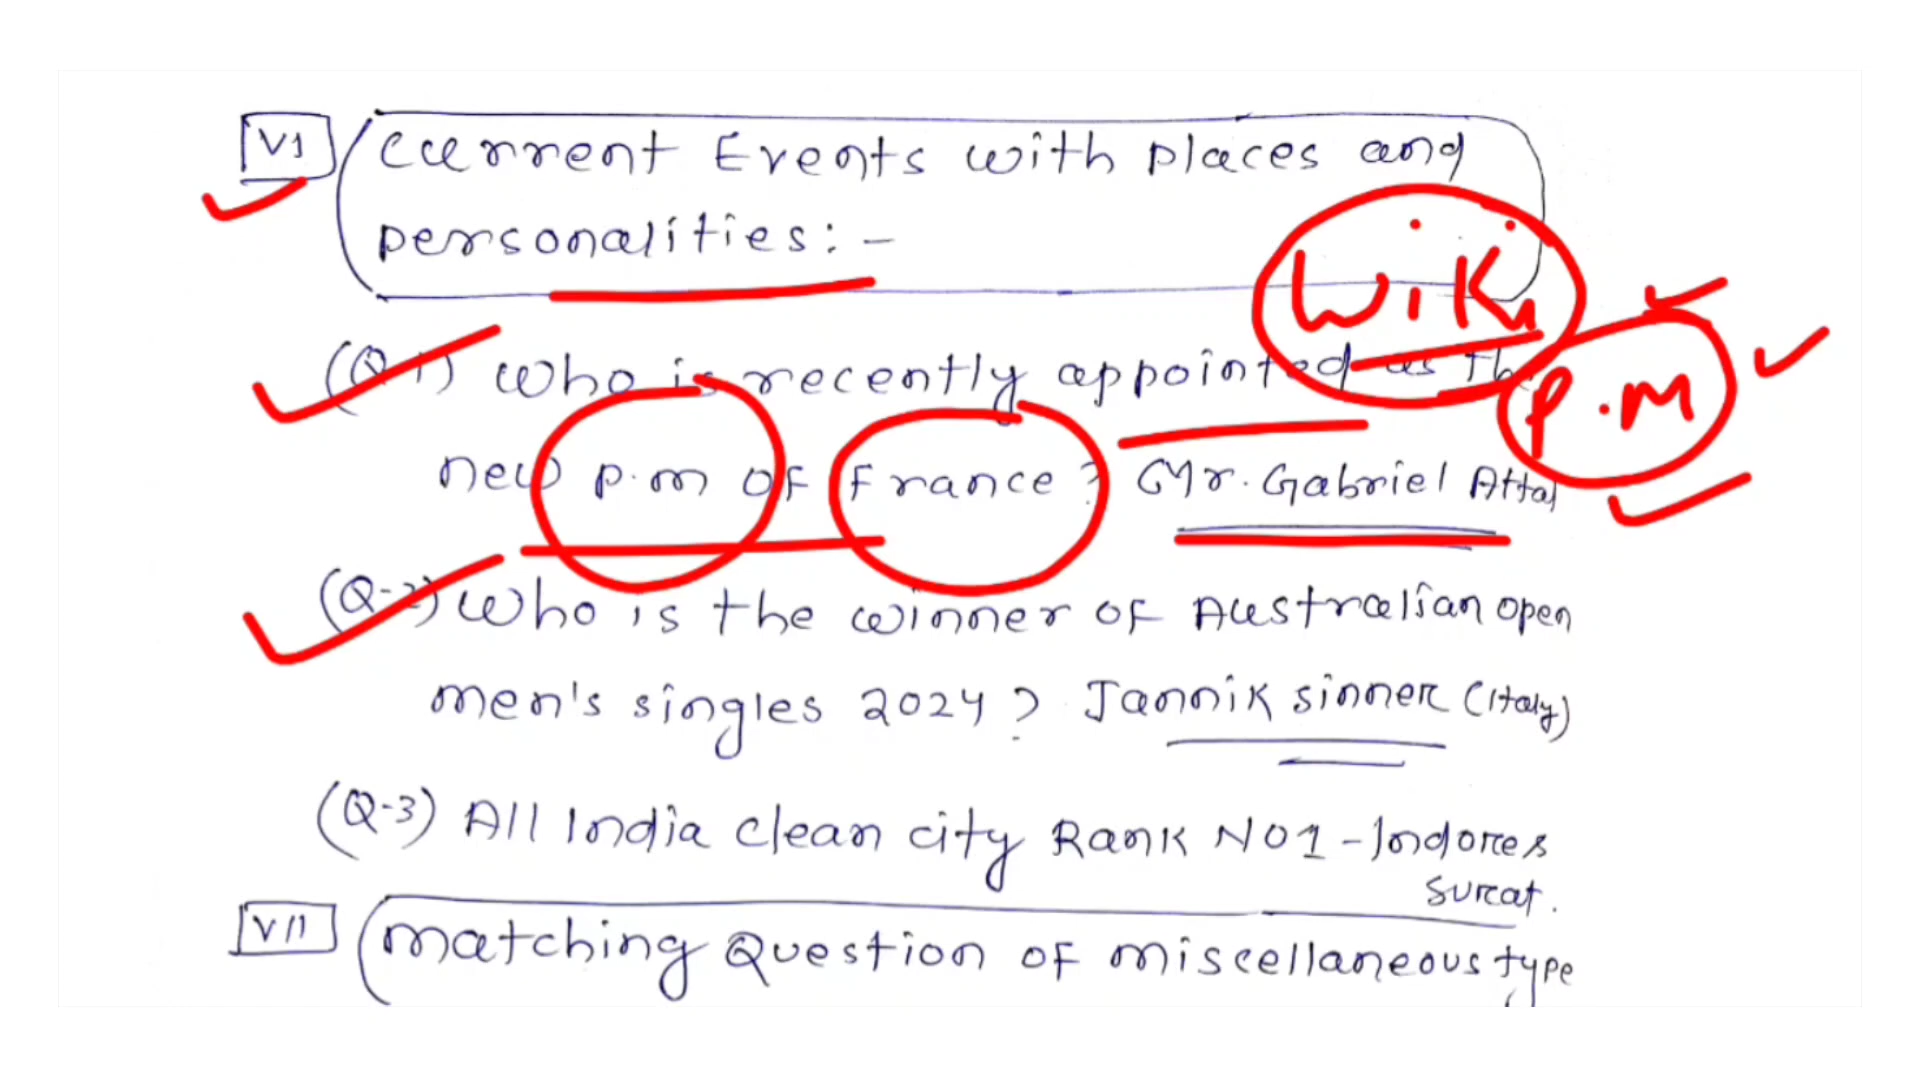 V1 Current Events with places and
personalities:-
Wiki
(Q-1) Who is recently appointed as the
P.M
new P.m of France? Mr. Gabriel Attal
(Q-2) Who is the winner of Australian open
men's singles 2024? Jannik sinner (Italy)
(Q-3) All India clean city Rank NO1 - Indore &
Surat.
VII Matching Question of miscellaneous type